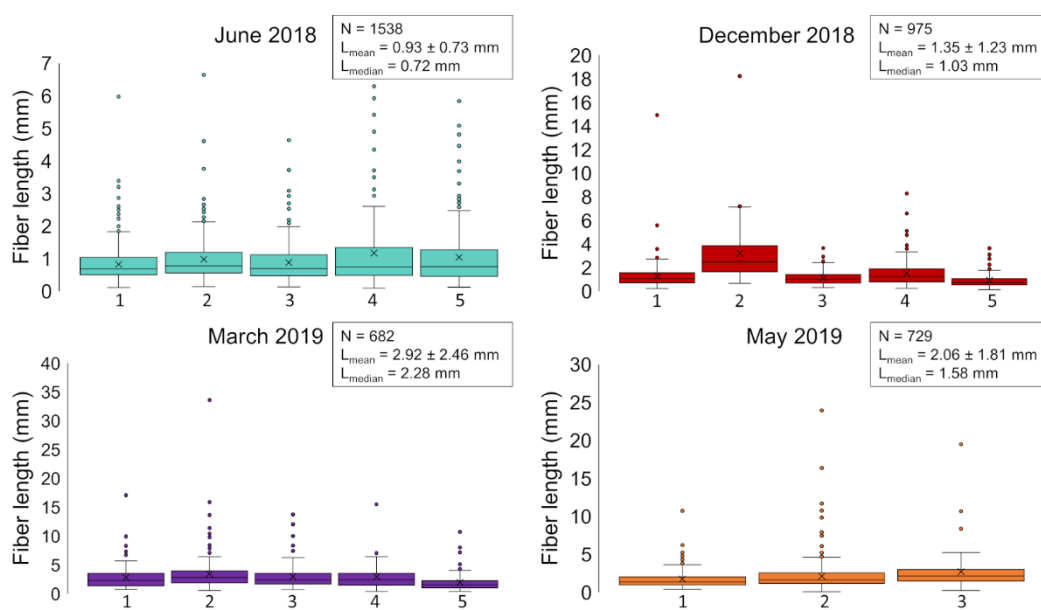 June 2018
N = 1538
Lmean = 0.93 ± 0.73 mm
Lmedian = 0.72 mm
Fiber length (mm)
7
6
5
4
3
2
1
0
1 2 3 4 5
December 2018
N = 975
Lmean = 1.35 ± 1.23 mm
Lmedian = 1.03 mm
Fiber length (mm)
20
18
16
14
12
10
8
6
4
2
0
1 2 3 4 5
March 2019
N = 682
Lmean = 2.92 ± 2.46 mm
Lmedian = 2.28 mm
Fiber length (mm)
40
35
30
25
20
15
10
5
0
1 2 3 4 5
May 2019
N = 729
Lmean = 2.06 ± 1.81 mm
Lmedian = 1.58 mm
Fiber length (mm)
30
25
20
15
10
5
0
1 2 3